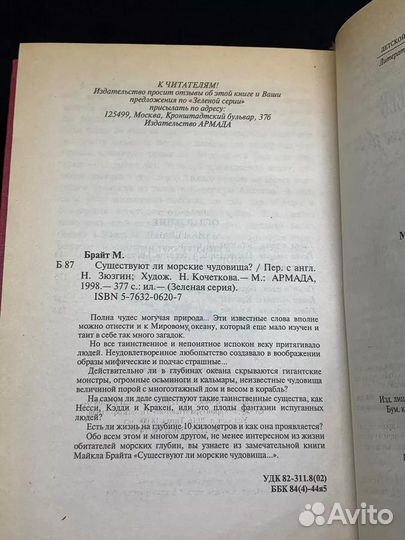 К ЧИТАТЕЛЯМ!
Издательство просит отзывы об этой книге и Ваши
предложения по «Зеленой серии»
присылать по адресу:
125499, Москва, Кронштадтский бульвар, 37б
Издательство АРМАДА
Брайт М.
Б 87 Существуют ли морские чудовища? / Пер. с англ.
Н. Зюзгин; Худож. Н. Кочеткова.— М.: АРМАДА,
1998.— 377 с.: ил.— (Зеленая серия).
ISBN 5-7632-0620-7
Полна чудес могучая природа... Эти известные слова вполне
можно отнести и к Мировому океану, который еще мало изучен и
таит в себе так много загадок.
Но все таинственное и непонятное испокон веку притягивало
людей. Неудовлетворенное любопытство создавало в воображении
образы мифические и подчас страшные...
Действительно ли в глубинах океана скрываются гигантские
монстры, огромные осьминоги и кальмары, неизвестные чудовища
величиной порой с многоэтажный дом и весом в корабль?
На самом ли деле существуют такие таинственные существа, как
Несси, Кэдди и Кракен, или это плоды фантазии испуганных
людей?
Есть ли жизнь на глубине 10 километров и как она проявляется?
Обо всем этом и многом другом, не менее интересном из жизни
обитателей морских глубин, вы узнаете из замечательной книги
Майкла Брайта «Существуют ли морские чудовища...».
УДК 82-311.8(02)
ББК 84(4)-44я5
ДЕТСКОЙ
Литерат
М
Изд. лиц
Бум. к
Avito